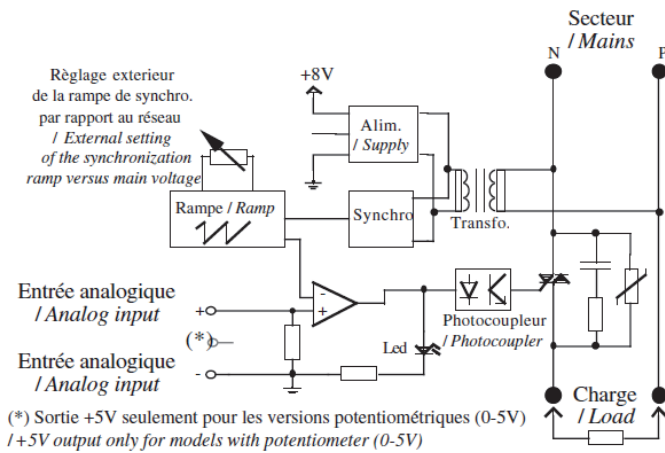 Secteur
/ Mains
N
P
Règlage exterieur
de la rampe de synchro.
par rapport au réseau
/ External setting
of the synchronization
ramp versus main voltage
+8V
Alim.
/ Supply
Rampe / Ramp
Synchro
Transfo.
Entrée analogique
/ Analog input
+
(*)
-
+
Entrée analogique
/ Analog input
-
Led
Photocoupleur
/ Photocoupler
Charge
/ Load
(*) Sortie +5V seulement pour les versions potentiométriques (0-5V)
/ +5V output only for models with potentiometer (0-5V)